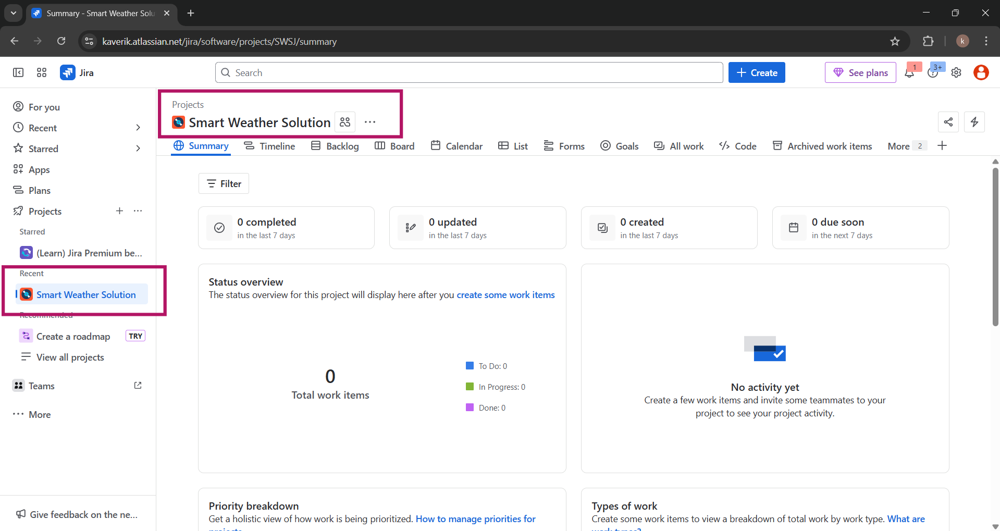 Summary - Smart Weather Solu
kaverik.atlassian.net/jira/software/projects/SWSJ/summary
k
Jira
Search
Create
See plans
1
3+
For you
Recent
Starred
Apps
Plans
Projects
Starred
(Learn) Jira Premium be...
Recent
Smart Weather Solution
Recommended
Create a roadmap
TRY
View all projects
Teams
More
Give feedback on the ne...
Projects
Smart Weather Solution
Summary
Timeline
Backlog
Board
Calendar
List
Forms
Goals
All work
Code
Archived work items
More 2
Filter
0 completed
in the last 7 days
0 updated
in the last 7 days
0 created
in the last 7 days
0 due soon
in the next 7 days
Status overview
The status overview for this project will display here after you create some work items
0
Total work items
To Do: 0
In Progress: 0
Done: 0
No activity yet
Create a few work items and invite some teammates to your
project to see your project activity.
Priority breakdown
Get a holistic view of how work is being prioritized. How to manage priorities for
projects
Types of work
Create some work items to view a breakdown of total work by work type. What are
work types?